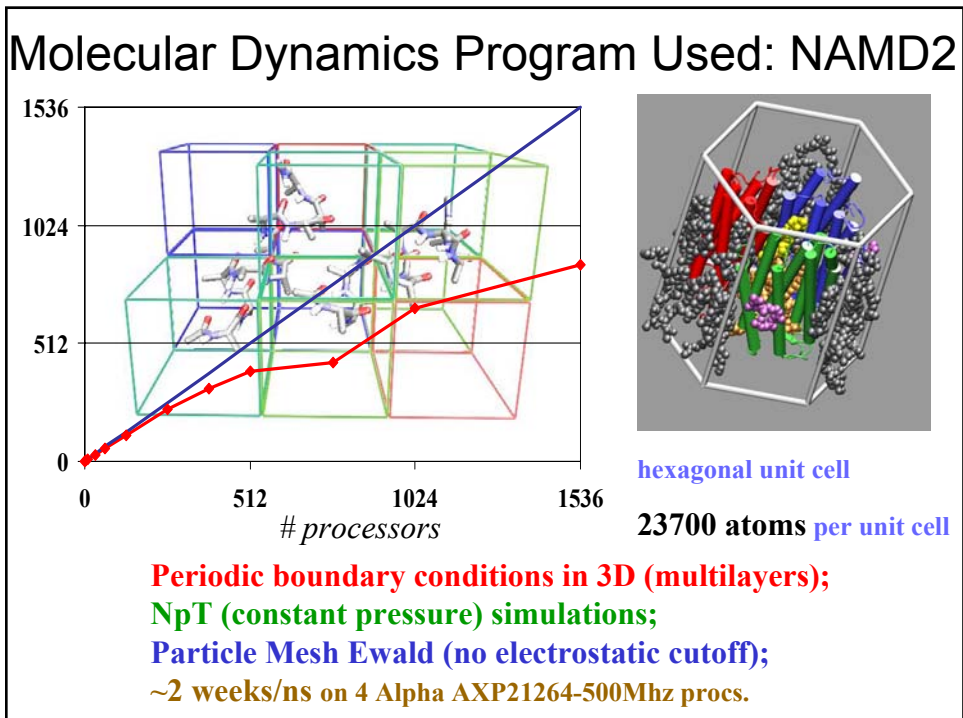 Molecular Dynamics Program Used: NAMD2
1536
1024
512
0
0 512 1024 1536
# processors
hexagonal unit cell
23700 atoms per unit cell
Periodic boundary conditions in 3D (multilayers);
NpT (constant pressure) simulations;
Particle Mesh Ewald (no electrostatic cutoff);
~2 weeks/ns on 4 Alpha AXP21264-500Mhz procs.